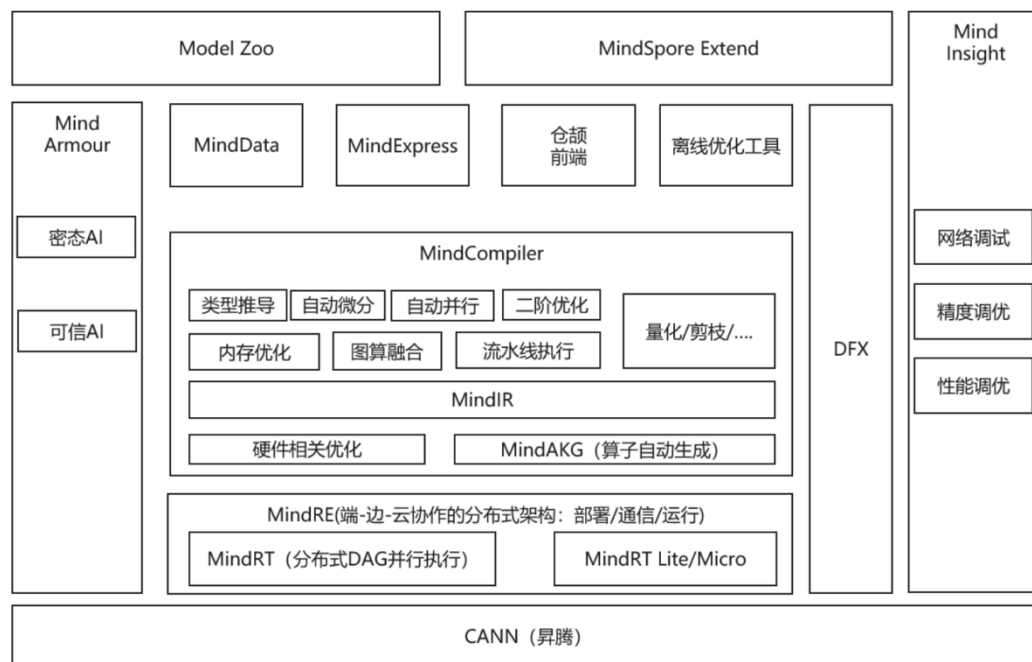 Model Zoo
MindSpore Extend
Mind
Insight
Mind
Armour
MindData
MindExpress
仓颉
前端
离线优化工具
密态AI
可信AI
MindCompiler
类型推导
自动微分
自动并行
二阶优化
量化/剪枝/....
内存优化
图算融合
流水线执行
MindIR
硬件相关优化
MindAKG（算子自动生成）
MindRE(端-边-云协作的分布式架构：部署/通信/运行)
MindRT（分布式DAG并行执行）
MindRT Lite/Micro
DFX
网络调试
精度调优
性能调优
CANN（昇腾）